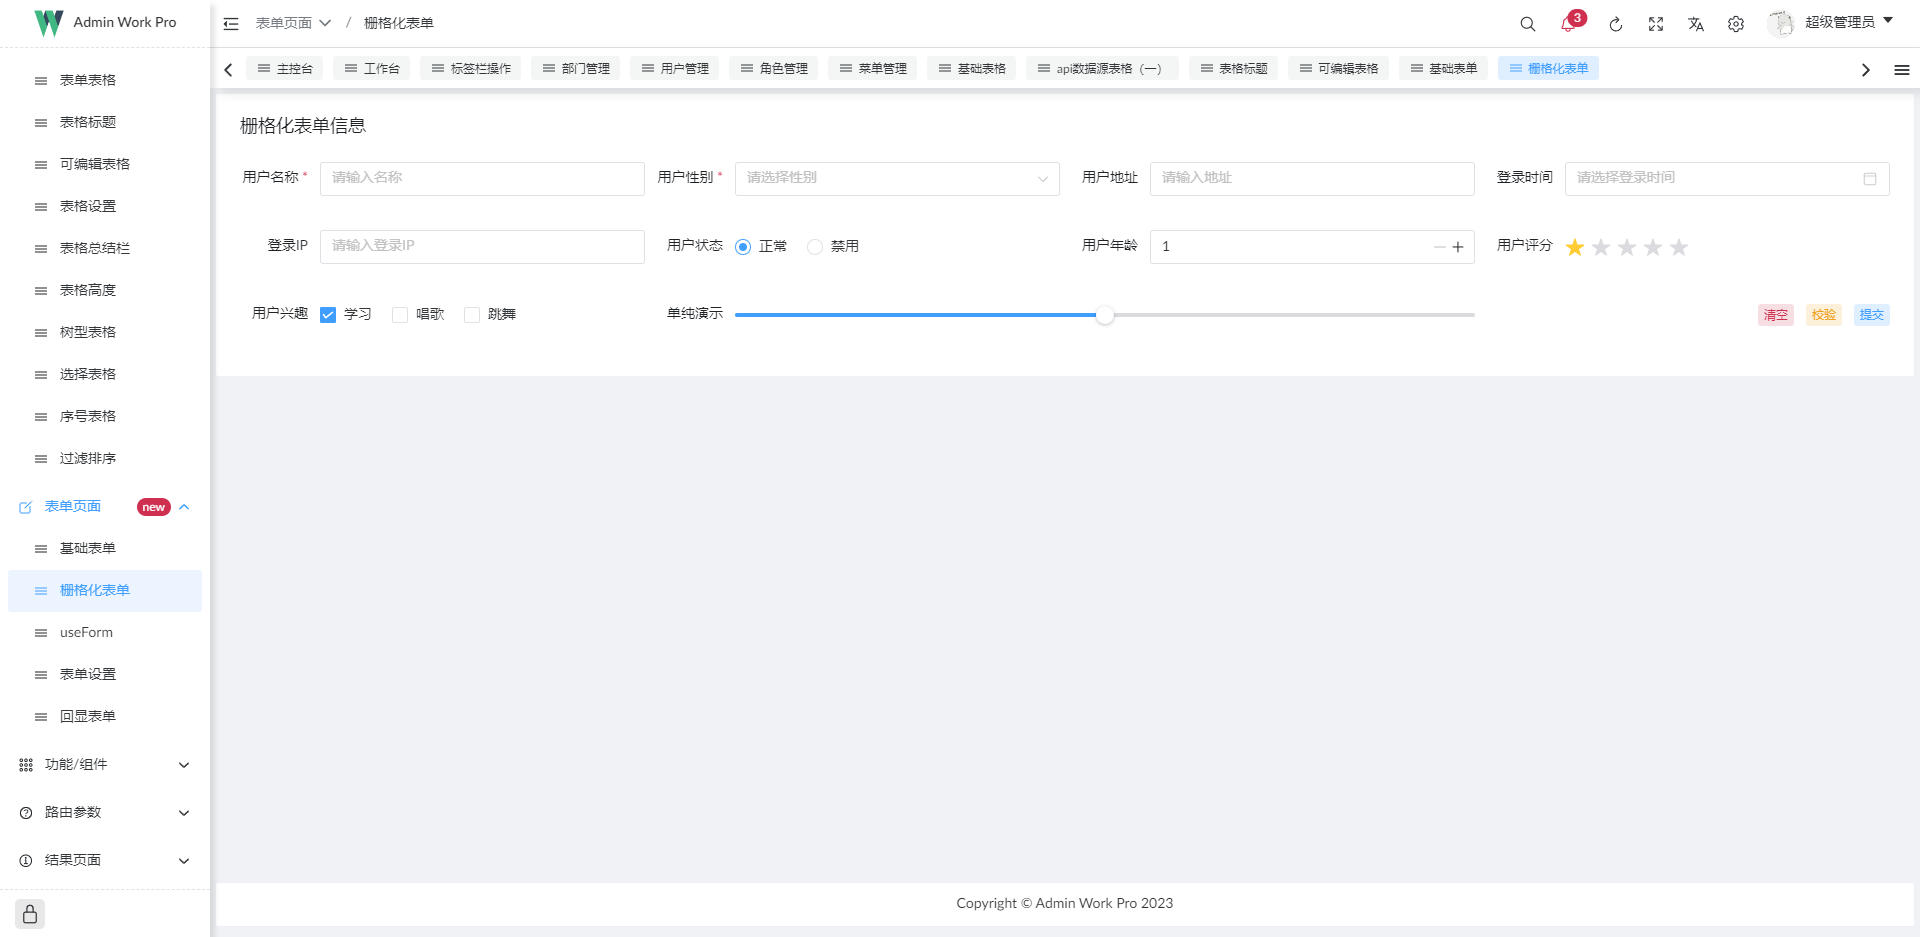 Admin Work Pro
表单页面 / 栅格化表单
3
超级管理员
主控台 工作台 标签栏操作 部门管理 用户管理 角色管理 菜单管理 基础表格 api数据源表格（一） 表格标题 可编辑表格 基础表单 栅格化表单
表单表格
表格标题
可编辑表格
表格设置
表格总结栏
表格高度
树型表格
选择表格
序号表格
过滤排序
表单页面 new
基础表单
栅格化表单
useForm
表单设置
回显表单
功能/组件
路由参数
结果页面
栅格化表单信息
用户名称 * 请输入名称 用户性别 * 请选择性别 用户地址 请输入地址 登录时间 请选择登录时间
登录IP 请输入登录IP 用户状态 正常 禁用 用户年龄 1 用户评分
用户兴趣 学习 唱歌 跳舞 单纯演示 清空 校验 提交
Copyright © Admin Work Pro 2023